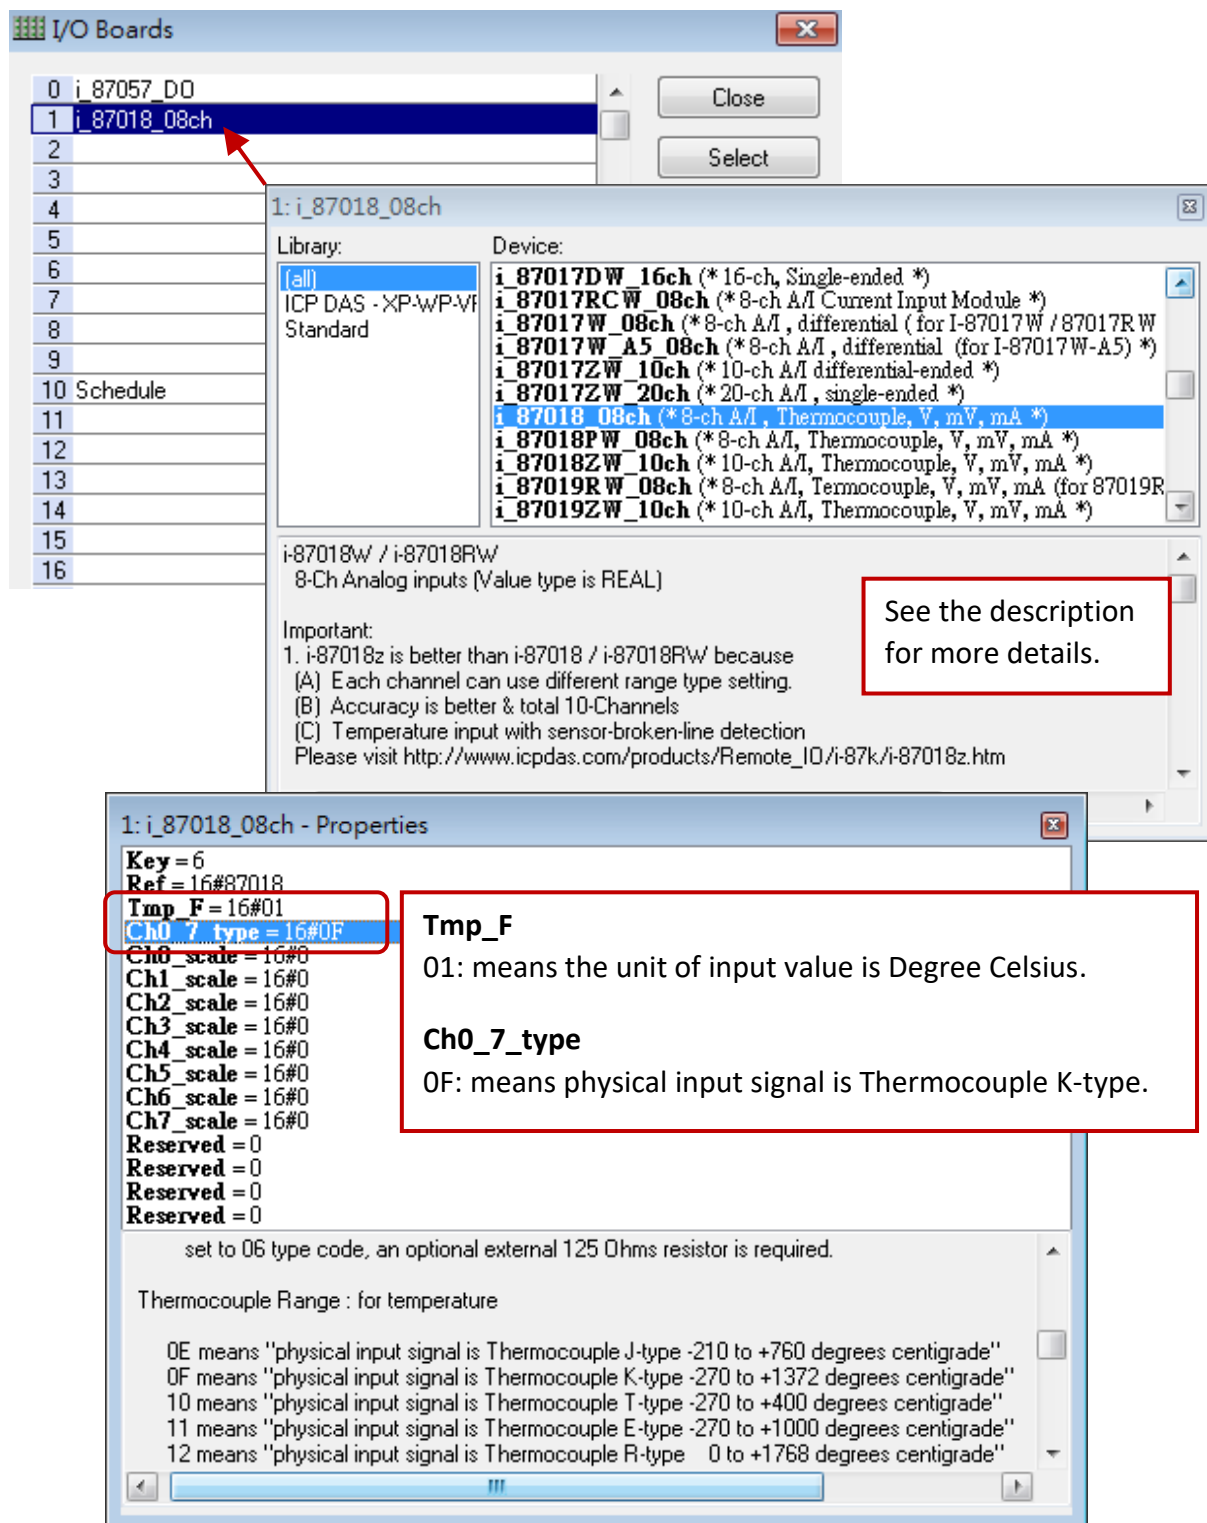 I/O Boards
0 i_87057_DO
1 i_87018_08ch
2
3
4
5
6
7
8
9
10 Schedule
11
12
13
14
15
16
Close
Select
1: i_87018_08ch
Library:
(all)
ICP DAS - XP-WP-VP
Standard
Device:
i_87017DW_16ch (* 16-ch, Single-ended *)
i_87017RCW_08ch (* 8-ch A/I Current Input Module *)
i_87017W_08ch (* 8-ch A/I , differential ( for I-87017W / 87017RW
i_87017W_A5_08ch (* 8-ch A/I , differential (for I-87017W-A5) *)
i_87017ZW_10ch (* 10-ch A/I differential-ended *)
i_87017ZW_20ch (* 20-ch A/I , single-ended *)
i_87018_08ch (* 8-ch A/I , Thermocouple, V, mV, mA *)
i_87018PW_08ch (* 8-ch A/I, Thermocouple, V, mV, mA *)
i_87018ZW_10ch (* 10-ch A/I, Thermocouple, V, mV, mA *)
i_87019RW_08ch (* 8-ch A/I, Termocouple, V, mV, mA (for 87019R
i_87019ZW_10ch (* 10-ch A/I, Thermocouple, V, mV, mA *)
i-87018W / i-87018RW
8-Ch Analog inputs (Value type is REAL)
Important:
1. i-87018z is better than i-87018 / i-87018RW because
(A) Each channel can use different range type setting.
(B) Accuracy is better & total 10-Channels
(C) Temperature input with sensor-broken-line detection
Please visit http://www.icpdas.com/products/Remote_IO/i-87k/i-87018z.htm
See the description
for more details.
1: i_87018_08ch - Properties
Key = 6
Ref = 16#87018
Tmp_F = 16#01
Ch0_7_type = 16#0F
Ch0_scale = 16#0
Ch1_scale = 16#0
Ch2_scale = 16#0
Ch3_scale = 16#0
Ch4_scale = 16#0
Ch5_scale = 16#0
Ch6_scale = 16#0
Ch7_scale = 16#0
Reserved = 0
Reserved = 0
Reserved = 0
Reserved = 0
Tmp_F
01: means the unit of input value is Degree Celsius.
Ch0_7_type
0F: means physical input signal is Thermocouple K-type.
set to 06 type code, an optional external 125 Ohms resistor is required.
Thermocouple Range : for temperature
0E means "physical input signal is Thermocouple J-type -210 to +760 degrees centigrade"
0F means "physical input signal is Thermocouple K-type -270 to +1372 degrees centigrade"
10 means "physical input signal is Thermocouple T-type -270 to +400 degrees centigrade"
11 means "physical input signal is Thermocouple E-type -270 to +1000 degrees centigrade"
12 means "physical input signal is Thermocouple R-type 0 to +1768 degrees centigrade"